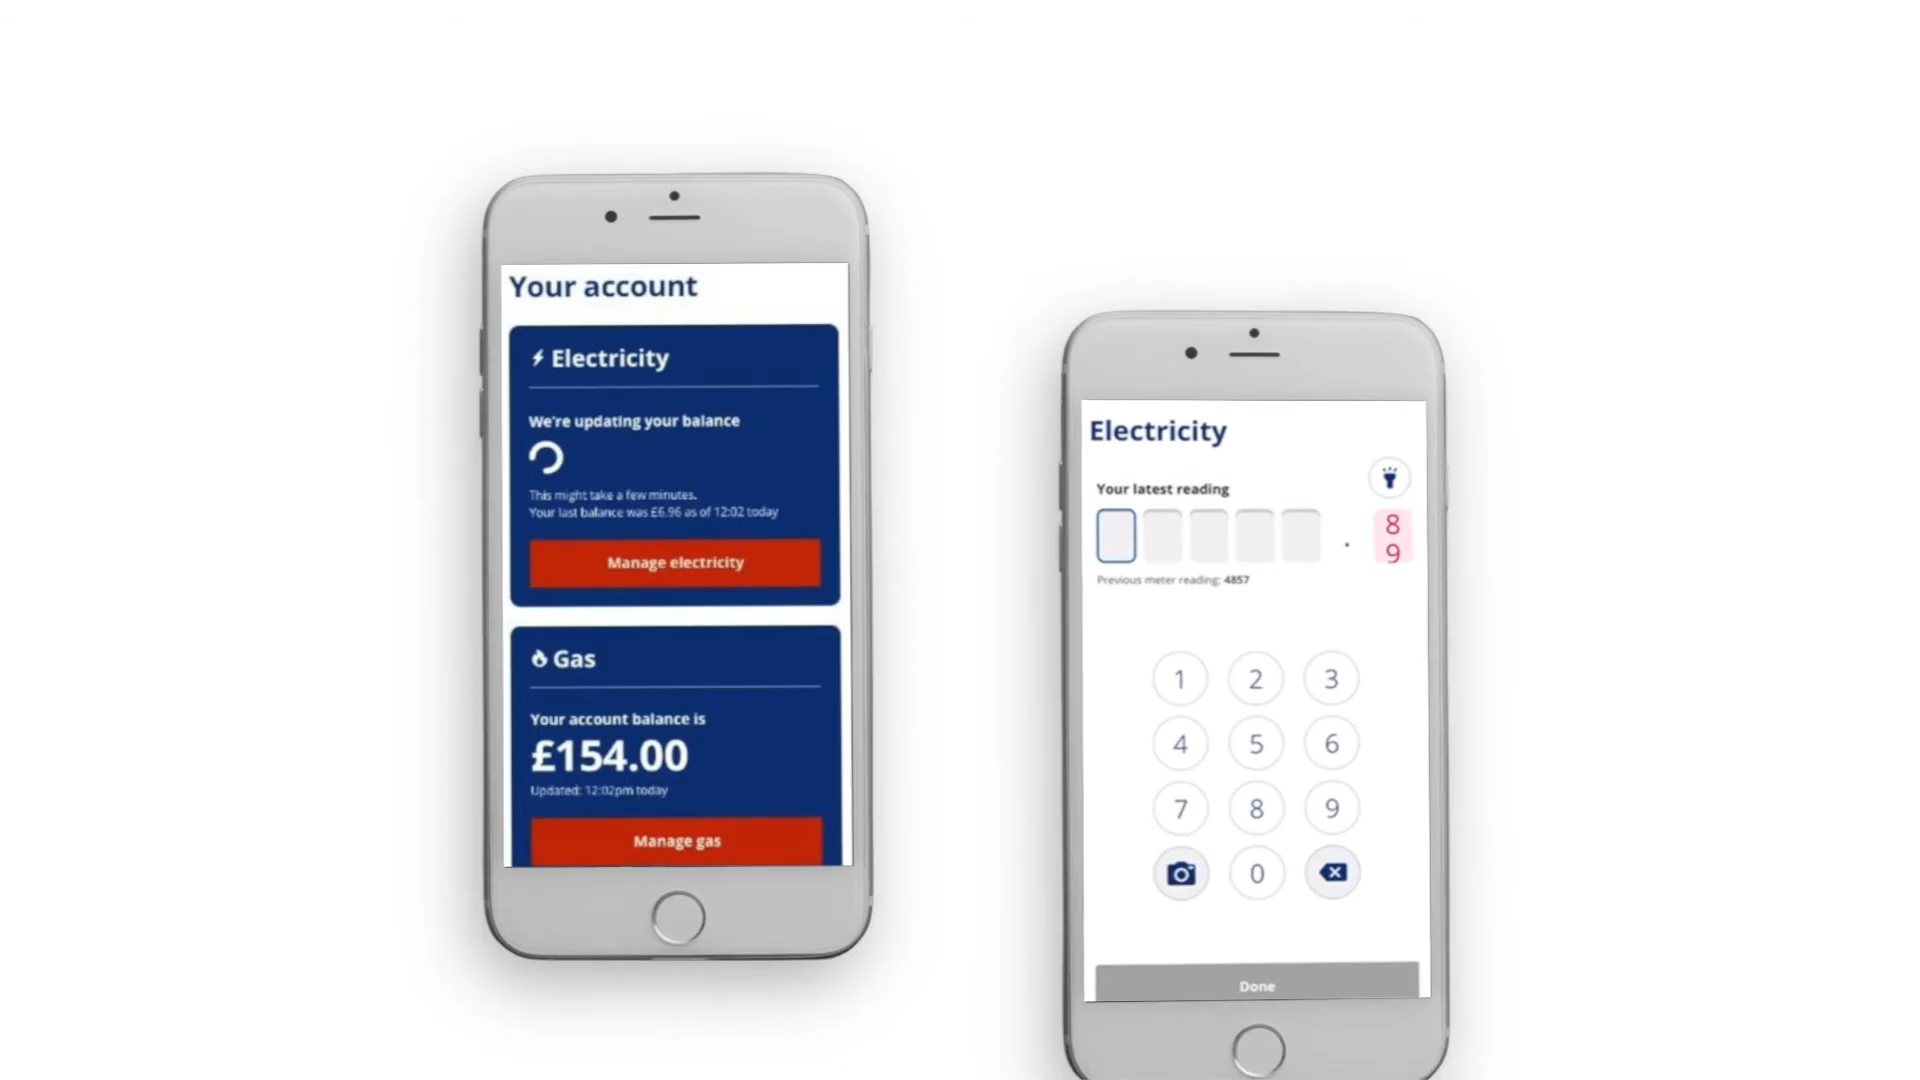 Your account
Electricity
We're updating your balance
This might take a few minutes.
Your last balance was £6.96 as of 12:02 today
Manage electricity
Gas
Your account balance is
£154.00
Updated: 12:02pm today
Manage gas
Electricity
Your latest reading
. 8
9
Previous meter reading: 4857
1 2 3
4 5 6
7 8 9
0
Done